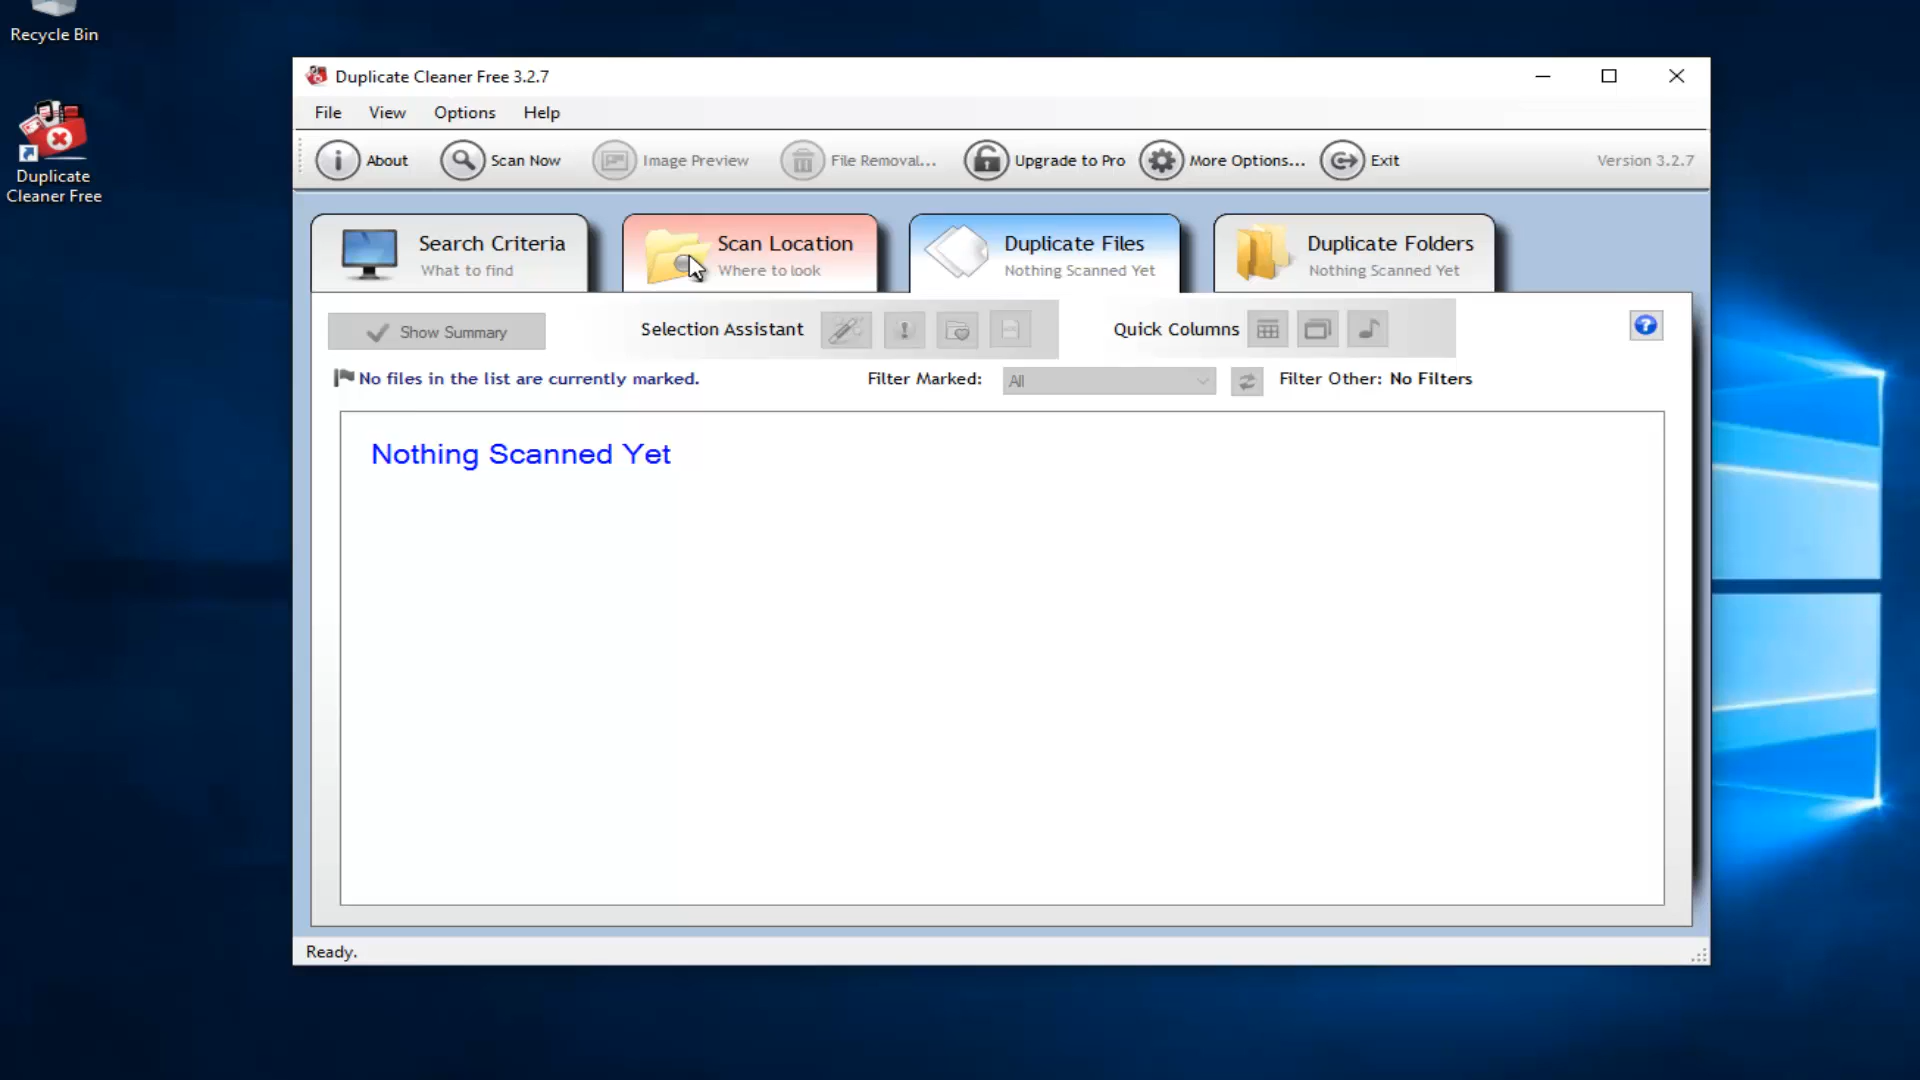 Recycle Bin
Duplicate
Cleaner Free
Duplicate Cleaner Free 3.2.7
File View Options Help
About Scan Now Image Preview File Removal... Upgrade to Pro More Options... Exit Version 3.2.7
Search Criteria
What to find
Scan Location
Where to look
Duplicate Files
Nothing Scanned Yet
Duplicate Folders
Nothing Scanned Yet
Show Summary Selection Assistant Quick Columns
No files in the list are currently marked. Filter Marked: All Filter Other: No Filters
Nothing Scanned Yet
Ready.